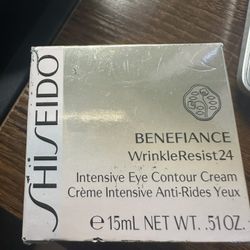 SHISEIDO
BENEFIANCE
WrinkleResist24
Intensive Eye Contour Cream
Crème Intensive Anti-Rides Yeux
℮ 15mL NET WT. .51 OZ.